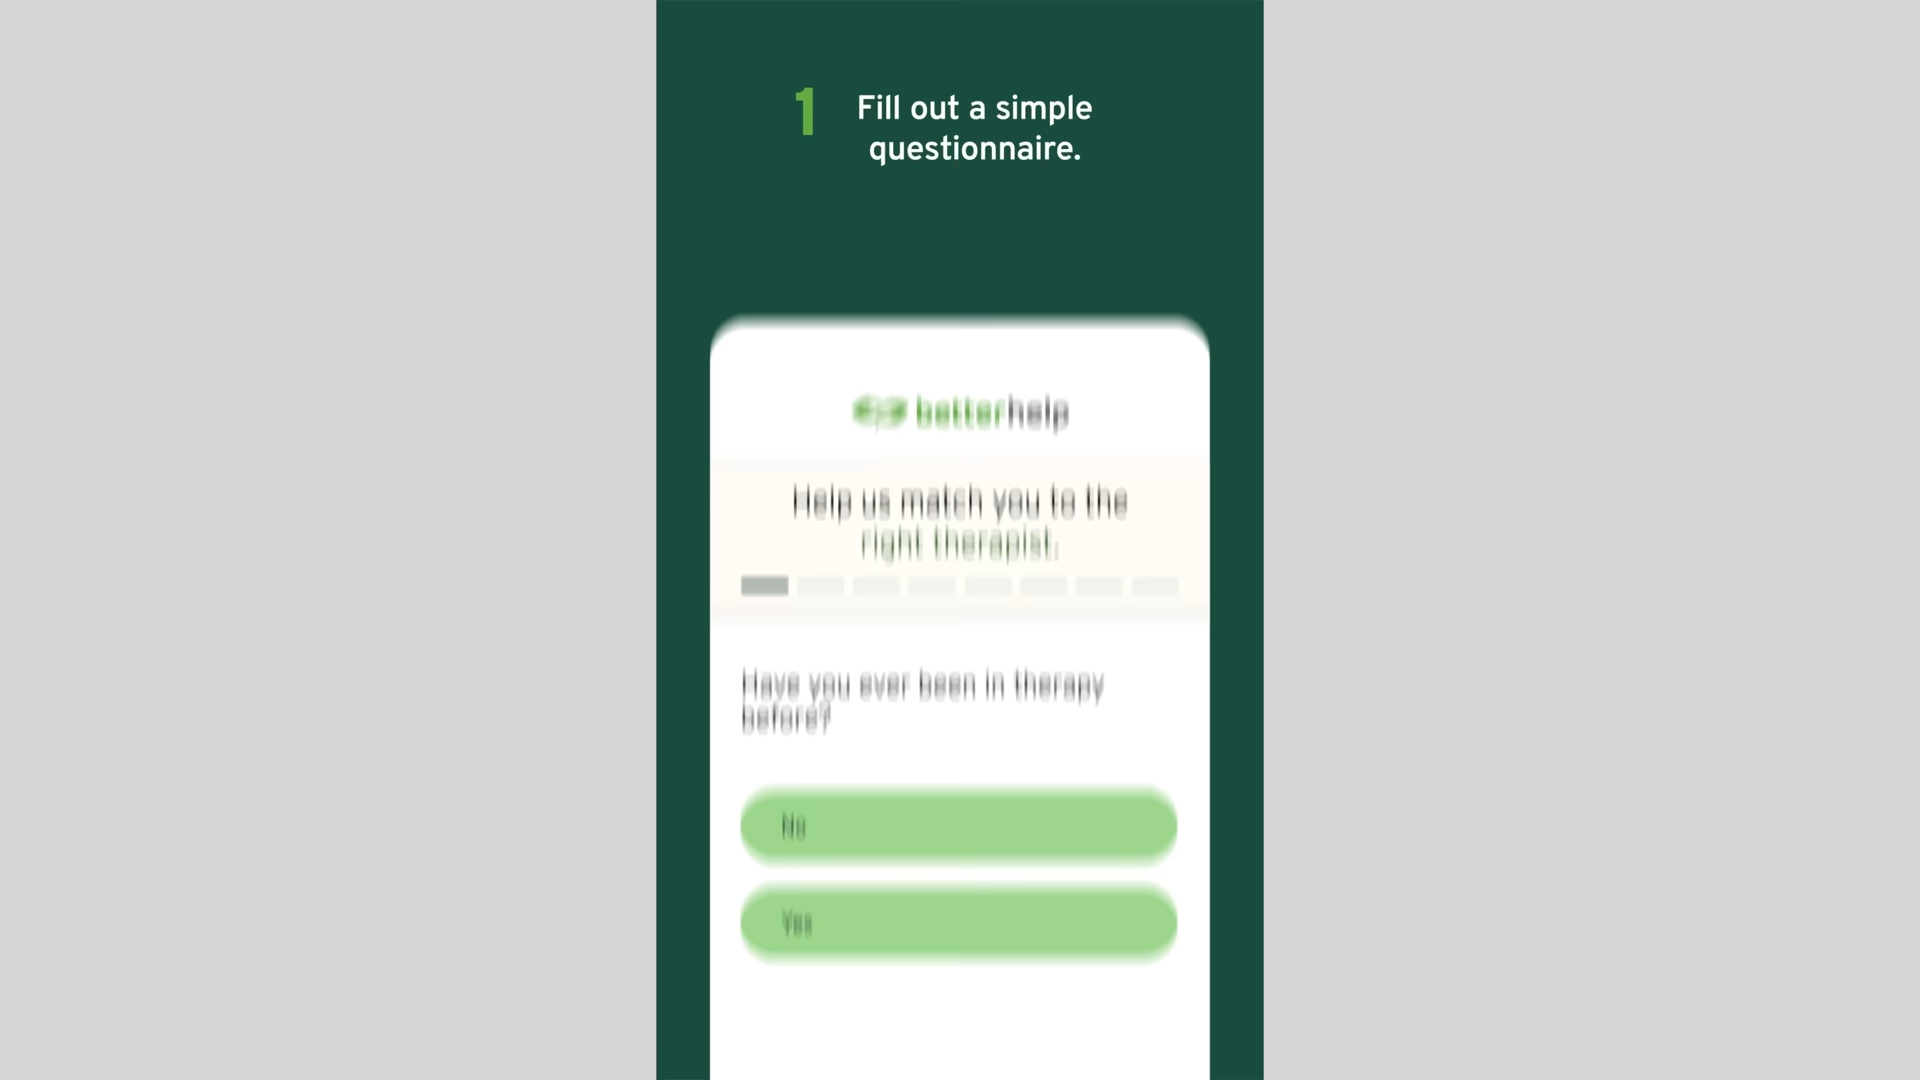 1 Fill out a simple
questionnaire.
betterhelp
Help us match you to the
right therapist.
Have you ever been in therapy
before?
No
Yes